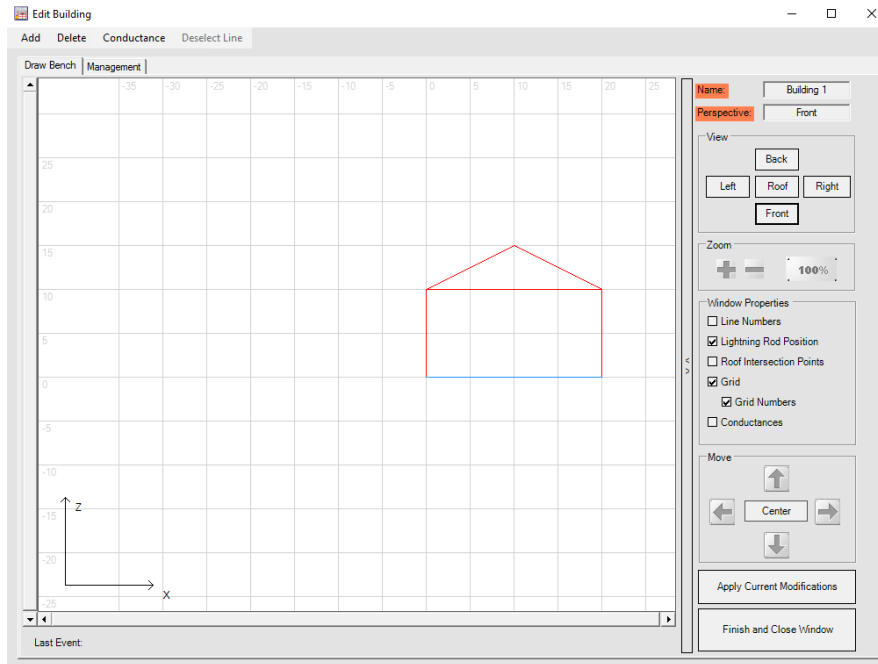 Edit Building
Add Delete Conductance Deselect Line
Draw Bench Management
-35 -30 -25 -20 -15 -10 -5 0 5 10 15 20 25
25
20
15
10
5
0
-5
-10
-15
-20
-25
Z
X
Last Event:
Name: Building 1
Perspective: Front
View
Back
Left Roof Right
Front
Zoom
100%
Window Properties
Line Numbers
Lightning Rod Position
Roof Intersection Points
Grid
Grid Numbers
Conductances
<
>
Move
Center
Apply Current Modifications
Finish and Close Window